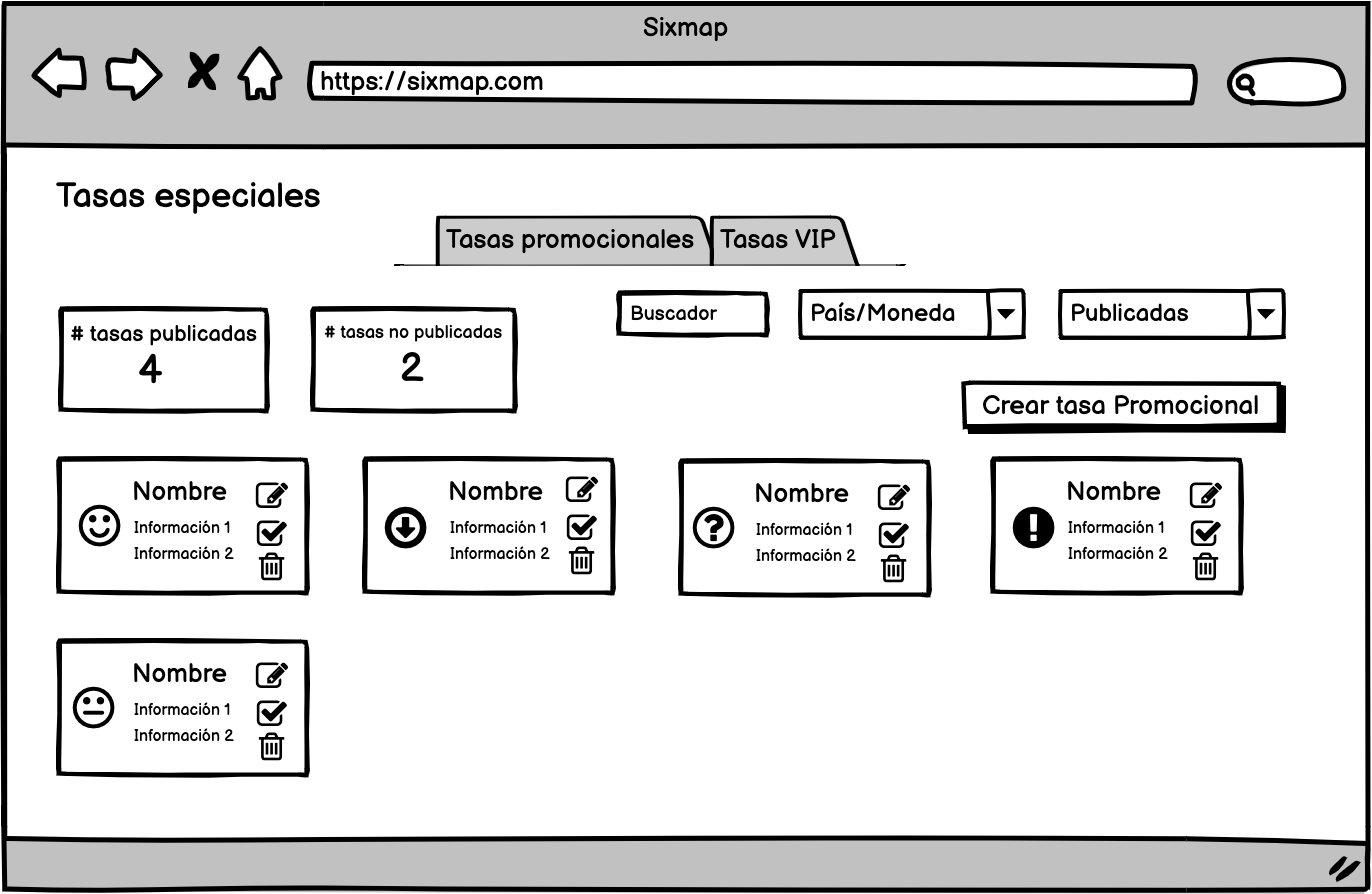 Sixmap
https://sixmap.com
Tasas especiales
Tasas promocionales
Tasas VIP
# tasas publicadas
4
# tasas no publicadas
2
Buscador
País/Moneda
Publicadas
Crear tasa Promocional
Nombre
Información 1
Información 2
Nombre
Información 1
Información 2
Nombre
Información 1
Información 2
Nombre
Información 1
Información 2
Nombre
Información 1
Información 2